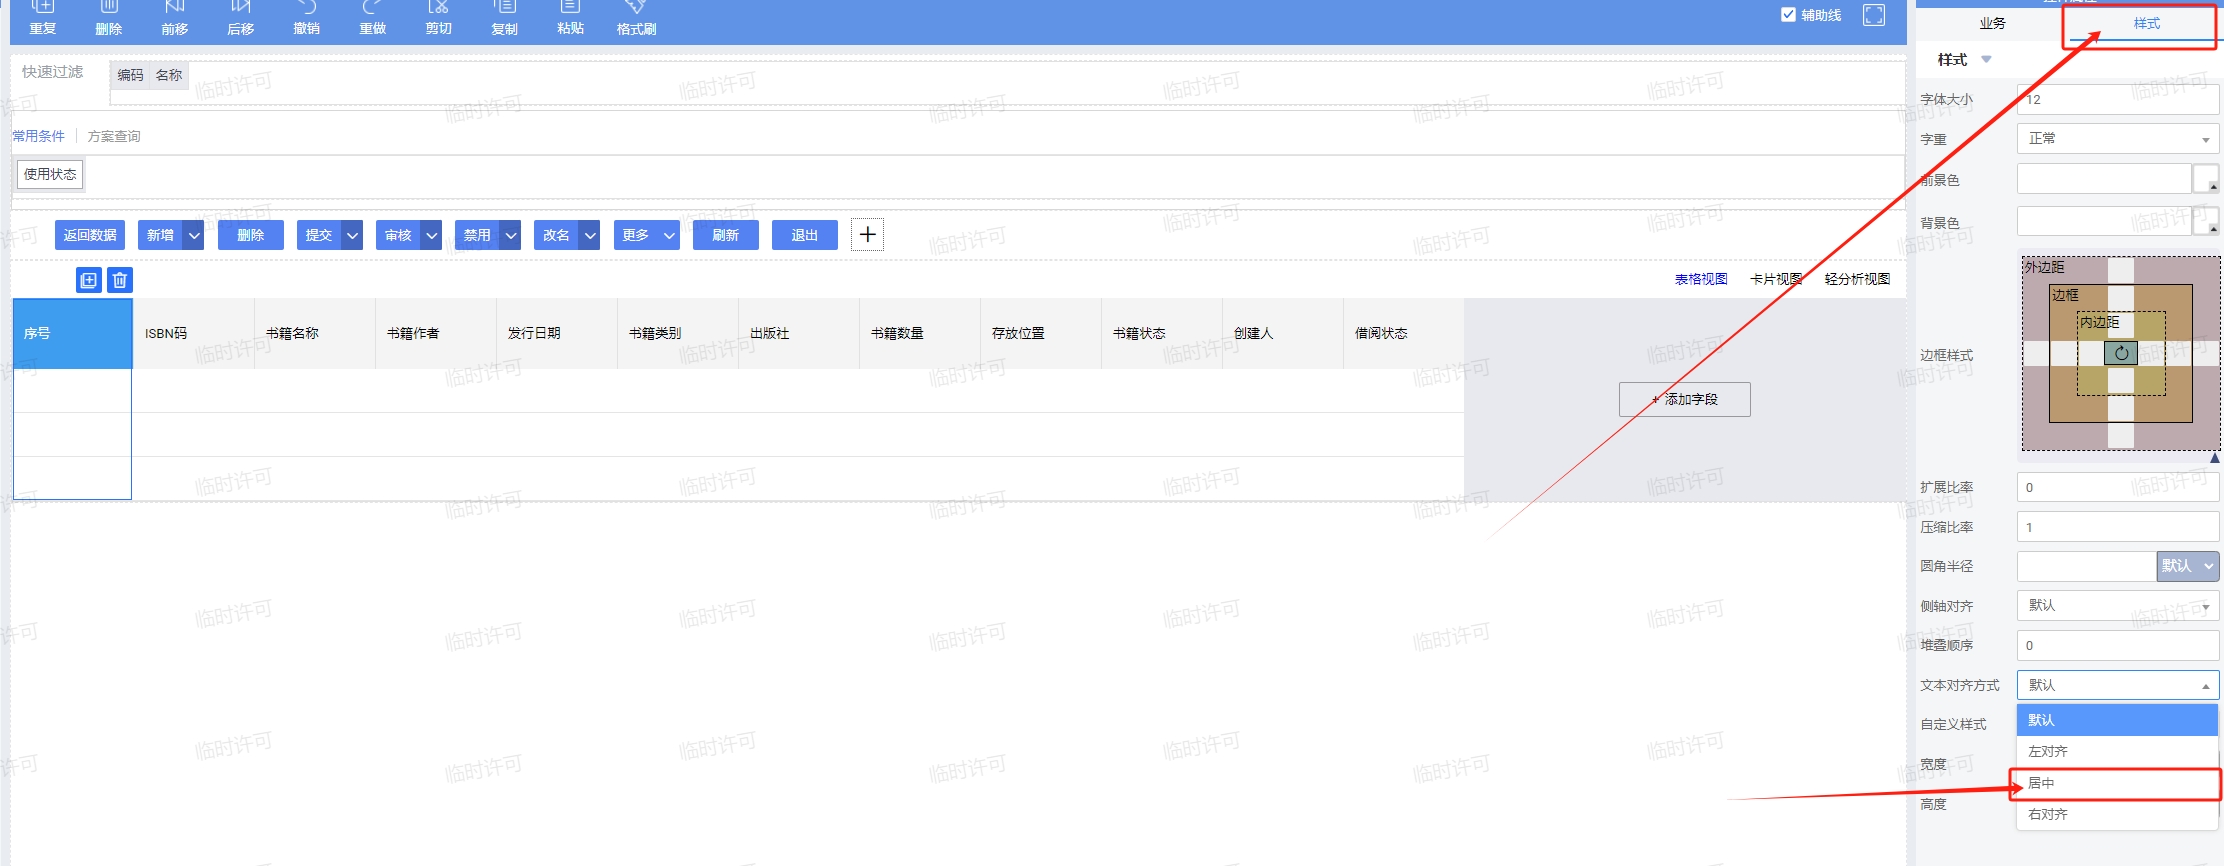 重复 删除 前移 后移 撤销 重做 剪切 复制 粘贴 格式刷 辅助线
业务 样式
样式
快速过滤 编码 名称
常用条件 方案查询
使用状态
返回数据 新增 删除 提交 审核 禁用 改名 更多 刷新 退出
表格视图 卡片视图 轻分析视图
序号 ISBN码 书籍名称 书籍作者 发行日期 书籍类别 出版社 书籍数量 存放位置 书籍状态 创建人 借阅状态
+ 添加字段
字体大小 12
字重 正常
前景色
背景色
外边距
边框
内边距
边框样式
扩展比率 0
压缩比率 1
圆角半径 默认
侧轴对齐 默认
堆叠顺序 0
文本对齐方式 默认
默认
自定义样式
左对齐
宽度
居中
高度
右对齐
临时许可